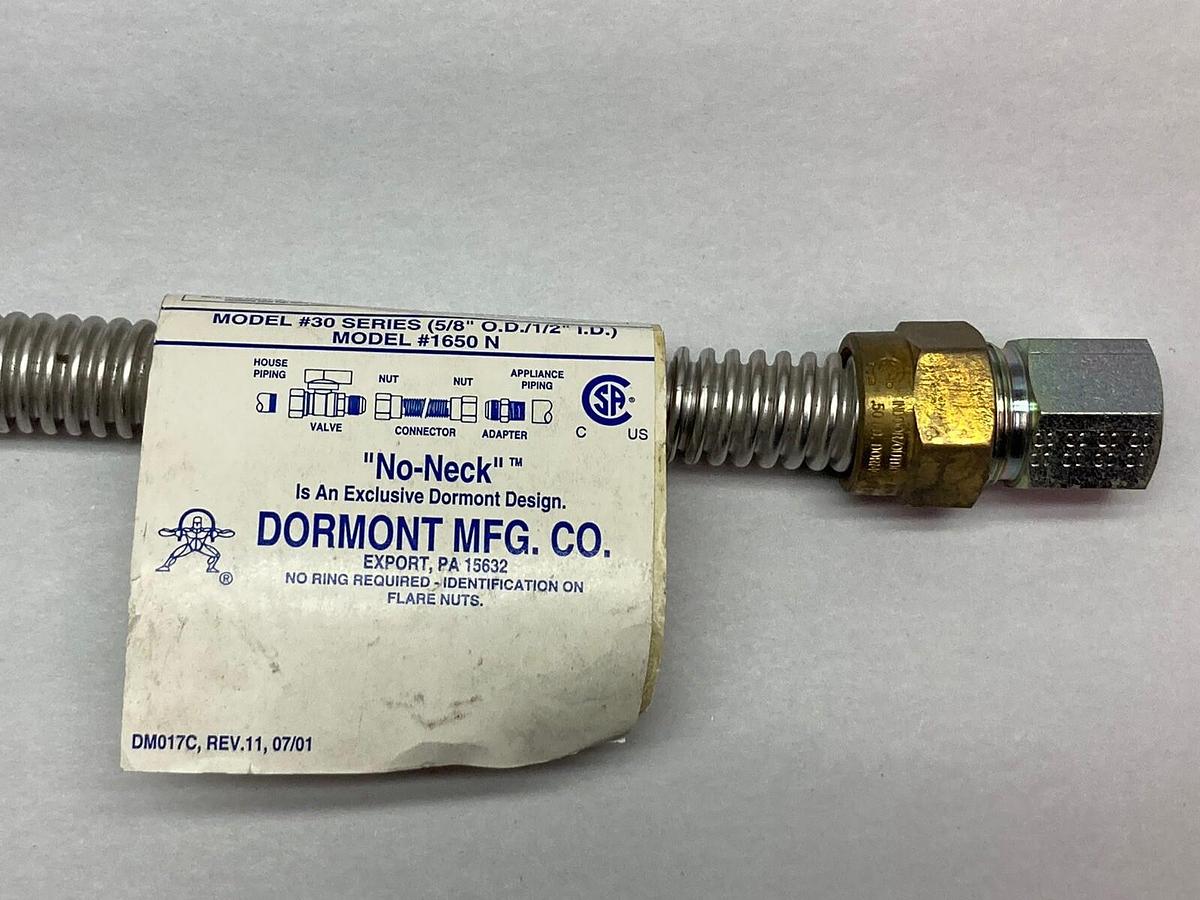 MODEL #30 SERIES (5/8" O.D./1/2" I.D.)
MODEL #1650 N
HOUSE
PIPING
VALVE
NUT
CONNECTOR
NUT
ADAPTER
APPLIANCE
PIPING
CSA®
C US
"No-Neck"™
Is An Exclusive Dormont Design.
DORMONT MFG. CO.
EXPORT, PA 15632
NO RING REQUIRED - IDENTIFICATION ON
FLARE NUTS.
®
DM017C, REV.11, 07/01